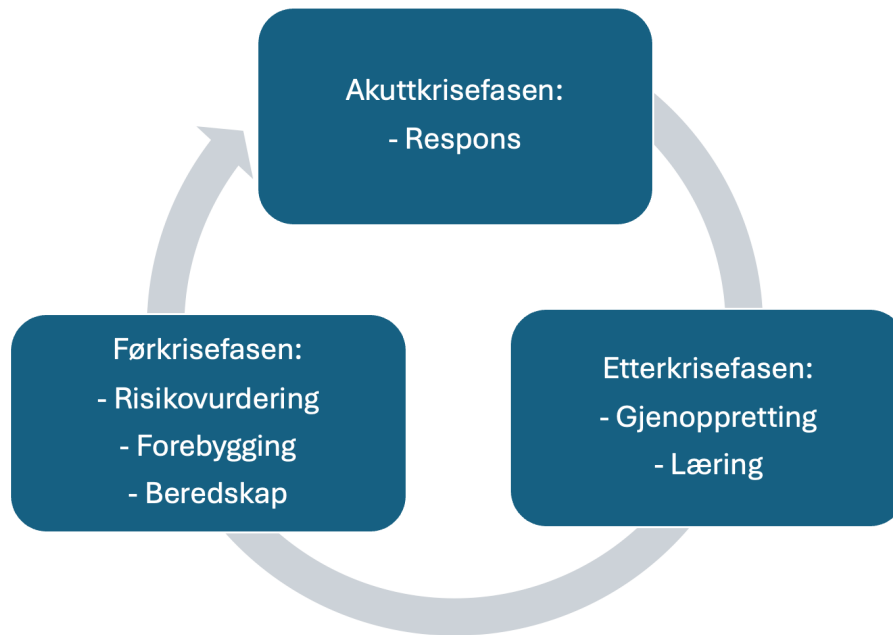 Akuttkrisefasen:
- Respons
Førkrisefasen:
- Risikovurdering
- Forebygging
- Beredskap
Etterkrisefasen:
- Gjenoppretting
- Læring